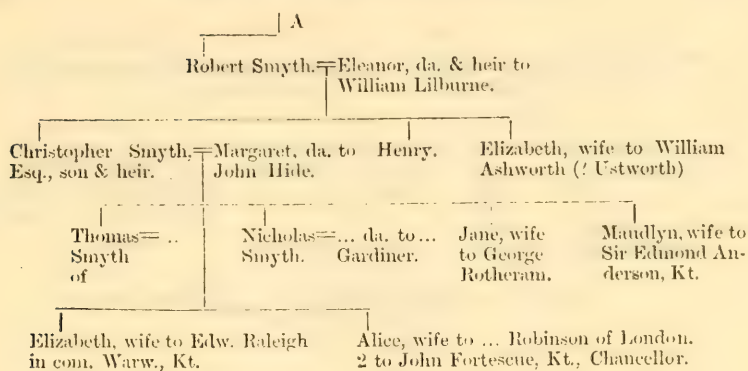 A
Robert Smyth. Eleanor, da. & heir to
William Lilburne.
Christopher Smyth, Esq., son & heir.
Margaret, da. to John Hide.
Henry.
Elizabeth, wife to William
Ashworth (? Ustworth)
Thomas= ..
Smyth
of
Nicholas=... da. to...
Smyth. Gardiner.
Jane, wife
to George
Rotheram.
Maudlyn, wife to
Sir Edmond An-
derson, Kt.
Elizabeth, wife to Edw. Raleigh
in com. Warw., Kt.
Alice, wife to ... Robinson of London.
2 to John Fortescue, Kt., Chancellor.